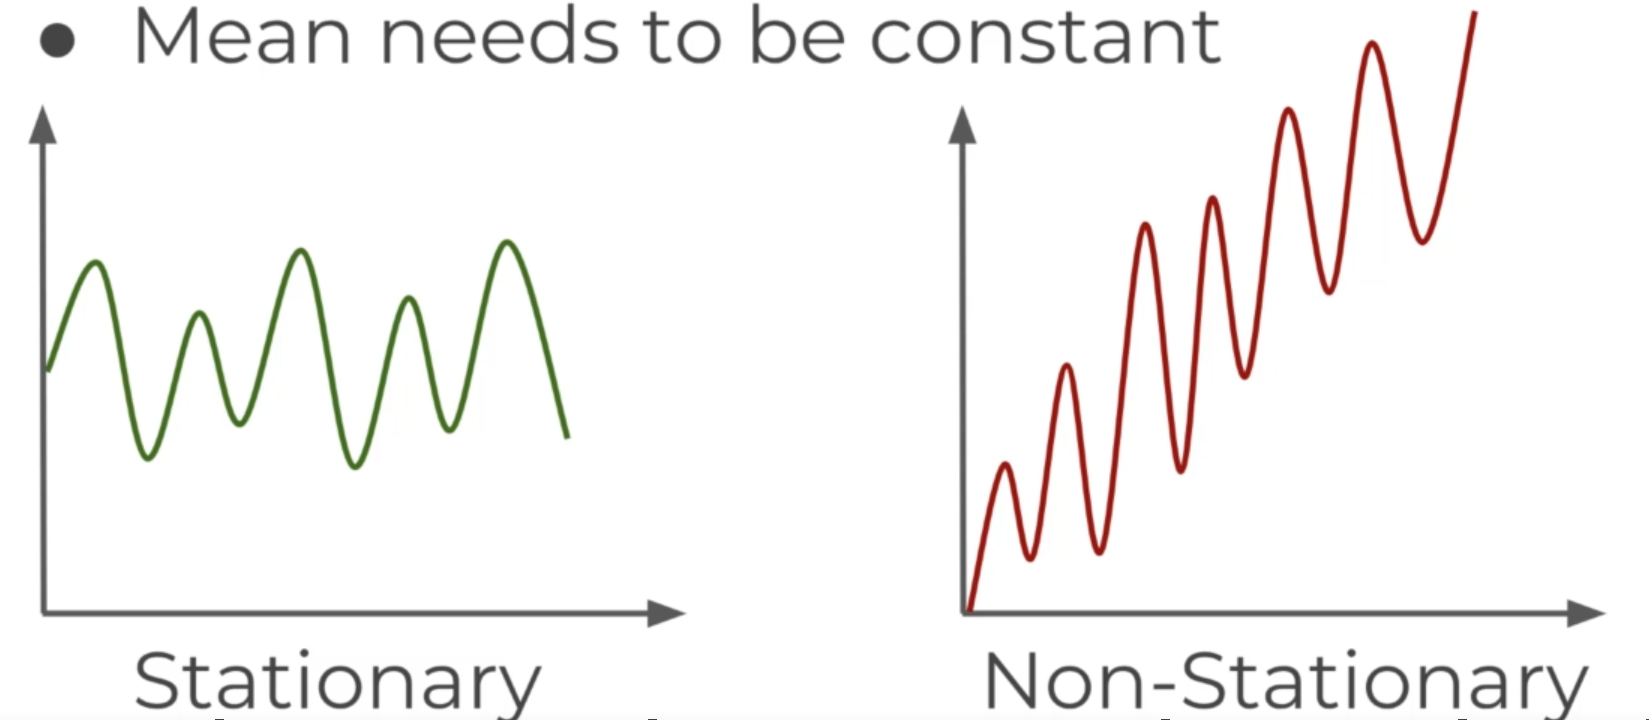 ● Mean needs to be constant
Stationary
Non-Stationary